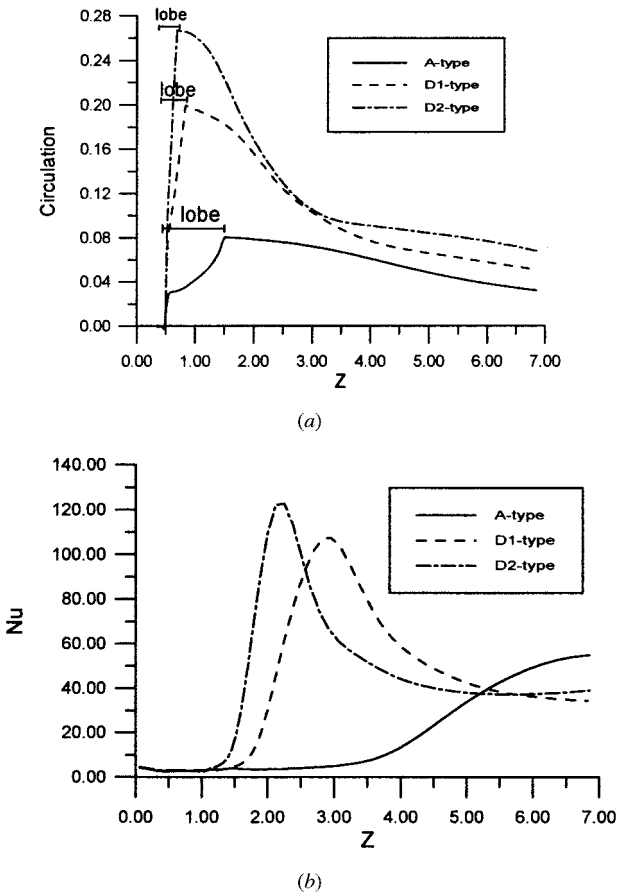 0.28
0.24
0.20
0.16
0.12
0.08
0.04
0.00
Circulation
lobe
lobe
lobe
A-type
D1-type
D2-type
0.00 1.00 2.00 3.00 4.00 5.00 6.00 7.00
Z
(a)
140.00
120.00
100.00
80.00
60.00
40.00
20.00
0.00
Nu
A-type
D1-type
D2-type
0.00 1.00 2.00 3.00 4.00 5.00 6.00 7.00
Z
(b)